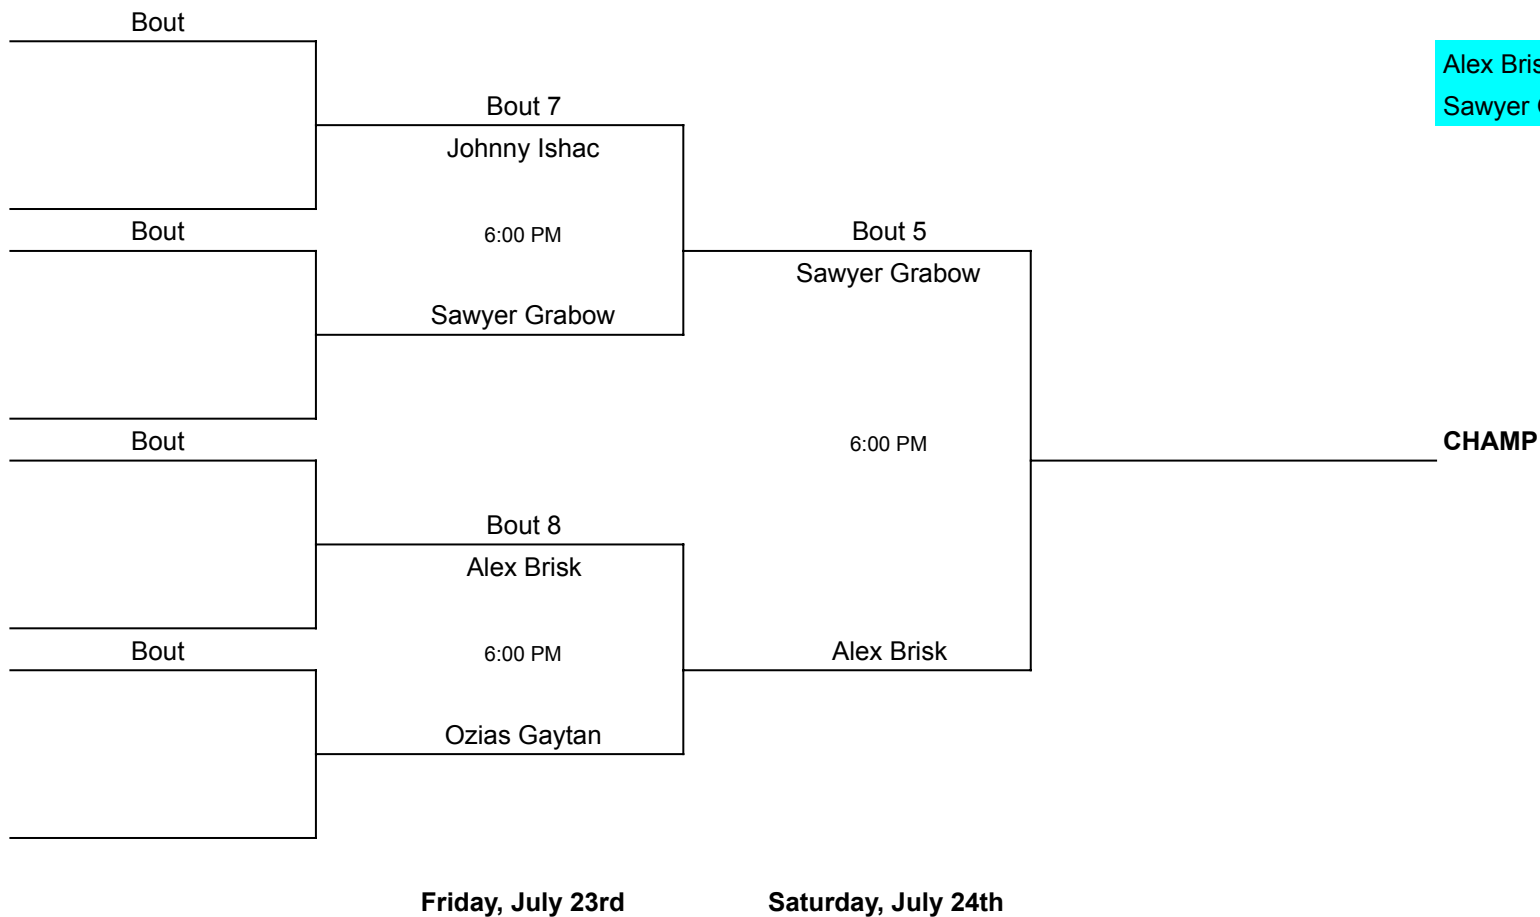 Bout
Alex
Bout 7
Sawyer
Johnny Ishac
Bout
6:00 PM
Bout 5
Sawyer Grabow
Sawyer Grabow
Bout
6:00 PM
CHAMP
Bout 8
Alex Brisk
Bout
6:00 PM
Alex Brisk
Ozias Gaytan
Friday, July 23rd
Saturday, July 24th